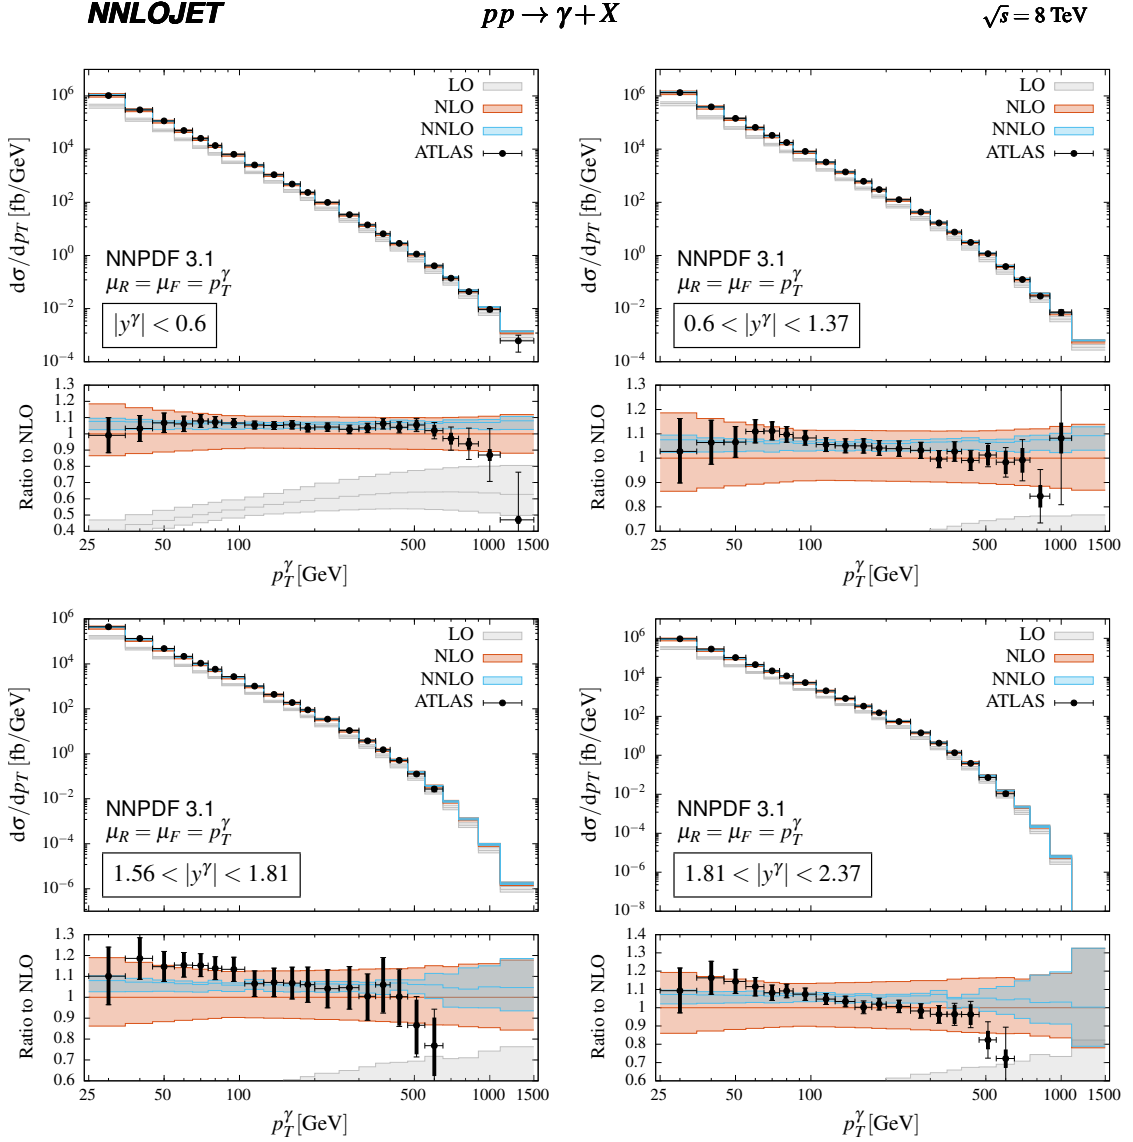 NNLOJET pp → γ + X √s = 8 TeV
dσ/dp_T [fb/GeV]
10^6
10^4
10^2
10^0
10^−2
10^−4
LO
NLO
NNLO
ATLAS
NNPDF 3.1
μ_R = μ_F = p_T^γ
|y^γ| < 0.6
Ratio to NLO
1.3
1.2
1.1
1
0.9
0.8
0.7
0.6
0.5
0.4
25 50 100 500 1000 1500
p_T^γ [GeV]
dσ/dp_T [fb/GeV]
10^6
10^4
10^2
10^0
10^−2
10^−4
LO
NLO
NNLO
ATLAS
NNPDF 3.1
μ_R = μ_F = p_T^γ
0.6 < |y^γ| < 1.37
Ratio to NLO
1.3
1.2
1.1
1
0.9
0.8
0.7
25 50 100 500 1000 1500
p_T^γ [GeV]
dσ/dp_T [fb/GeV]
10^6
10^4
10^2
10^0
10^−2
10^−4
10^−6
LO
NLO
NNLO
ATLAS
NNPDF 3.1
μ_R = μ_F = p_T^γ
1.56 < |y^γ| < 1.81
Ratio to NLO
1.3
1.2
1.1
1
0.9
0.8
0.7
0.6
25 50 100 500 1000 1500
p_T^γ [GeV]
dσ/dp_T [fb/GeV]
10^6
10^4
10^2
10^0
10^−2
10^−4
10^−6
10^−8
LO
NLO
NNLO
ATLAS
NNPDF 3.1
μ_R = μ_F = p_T^γ
1.81 < |y^γ| < 2.37
Ratio to NLO
1.4
1.3
1.2
1.1
1
0.9
0.8
0.7
0.6
25 50 100 500 1000 1500
p_T^γ [GeV]